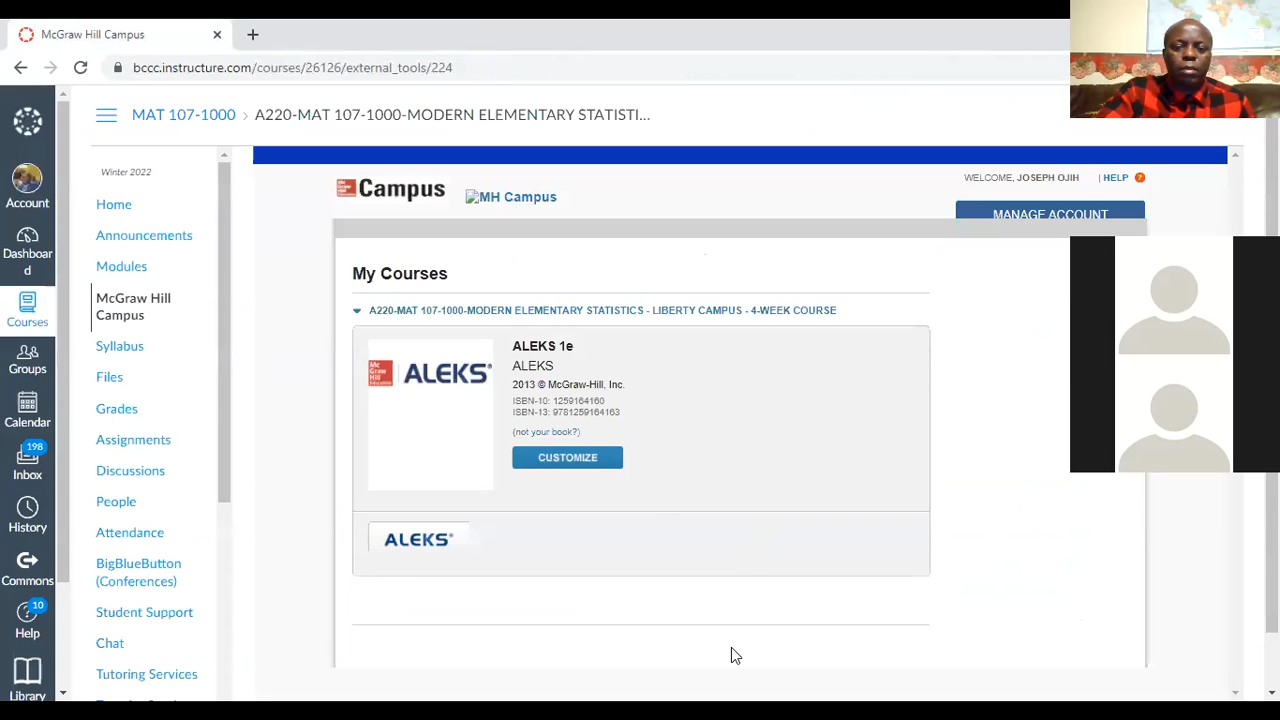 McGraw Hill Campus
bccc.instructure.com/courses/26126/external_tools/224
MAT 107-1000 > A220-MAT 107-1000-MODERN ELEMENTARY STATISTI...
Account
Dashboar
d
Courses
Groups
Calendar
198
Inbox
History
Commons
10
Help
Library
Winter 2022
Home
Announcements
Modules
McGraw Hill
Campus
Syllabus
Files
Grades
Assignments
Discussions
People
Attendance
BigBlueButton
(Conferences)
Student Support
Chat
Tutoring Services
Campus
MH Campus
WELCOME, JOSEPH OJIH | HELP ?
MANAGE ACCOUNT
My Courses
A220-MAT 107-1000-MODERN ELEMENTARY STATISTICS - LIBERTY CAMPUS - 4-WEEK COURSE
Mc
Graw
Hill
Education
ALEKS®
ALEKS 1e
ALEKS
2013 © McGraw-Hill, Inc.
ISBN-10: 1259164160
ISBN-13: 9781259164163
(not your book?)
CUSTOMIZE
ALEKS®